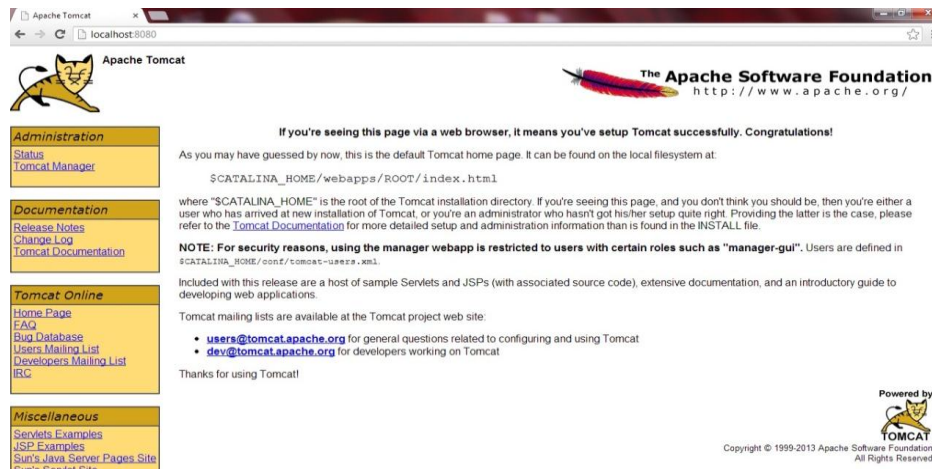 Apache Tomcat
localhost:8080
Apache Tomcat
The Apache Software Foundation
http://www.apache.org/
Administration
Status
Tomcat Manager
Documentation
Release Notes
Change Log
Tomcat Documentation
Tomcat Online
Home Page
FAQ
Bug Database
Users Mailing List
Developers Mailing List
IRC
Miscellaneous
Servlets Examples
JSP Examples
Sun's Java Server Pages Site
Sun's Servlet Site
If you're seeing this page via a web browser, it means you've setup Tomcat successfully. Congratulations!
As you may have guessed by now, this is the default Tomcat home page. It can be found on the local filesystem at:
$CATALINA_HOME/webapps/ROOT/index.html
where "$CATALINA_HOME" is the root of the Tomcat installation directory. If you're seeing this page, and you don't think you should be, then you're either a
user who has arrived at new installation of Tomcat, or you're an administrator who hasn't got his/her setup quite right. Providing the latter is the case, please
refer to the Tomcat Documentation for more detailed setup and administration information than is found in the INSTALL file.
NOTE: For security reasons, using the manager webapp is restricted to users with certain roles such as "manager-gui". Users are defined in
$CATALINA_HOME/conf/tomcat-users.xml.
Included with this release are a host of sample Servlets and JSPs (with associated source code), extensive documentation, and an introductory guide to
developing web applications.
Tomcat mailing lists are available at the Tomcat project web site:
• users@tomcat.apache.org for general questions related to configuring and using Tomcat
• dev@tomcat.apache.org for developers working on Tomcat
Thanks for using Tomcat!
Powered by
TOMCAT
Copyright © 1999-2013 Apache Software Foundation
All Rights Reserved